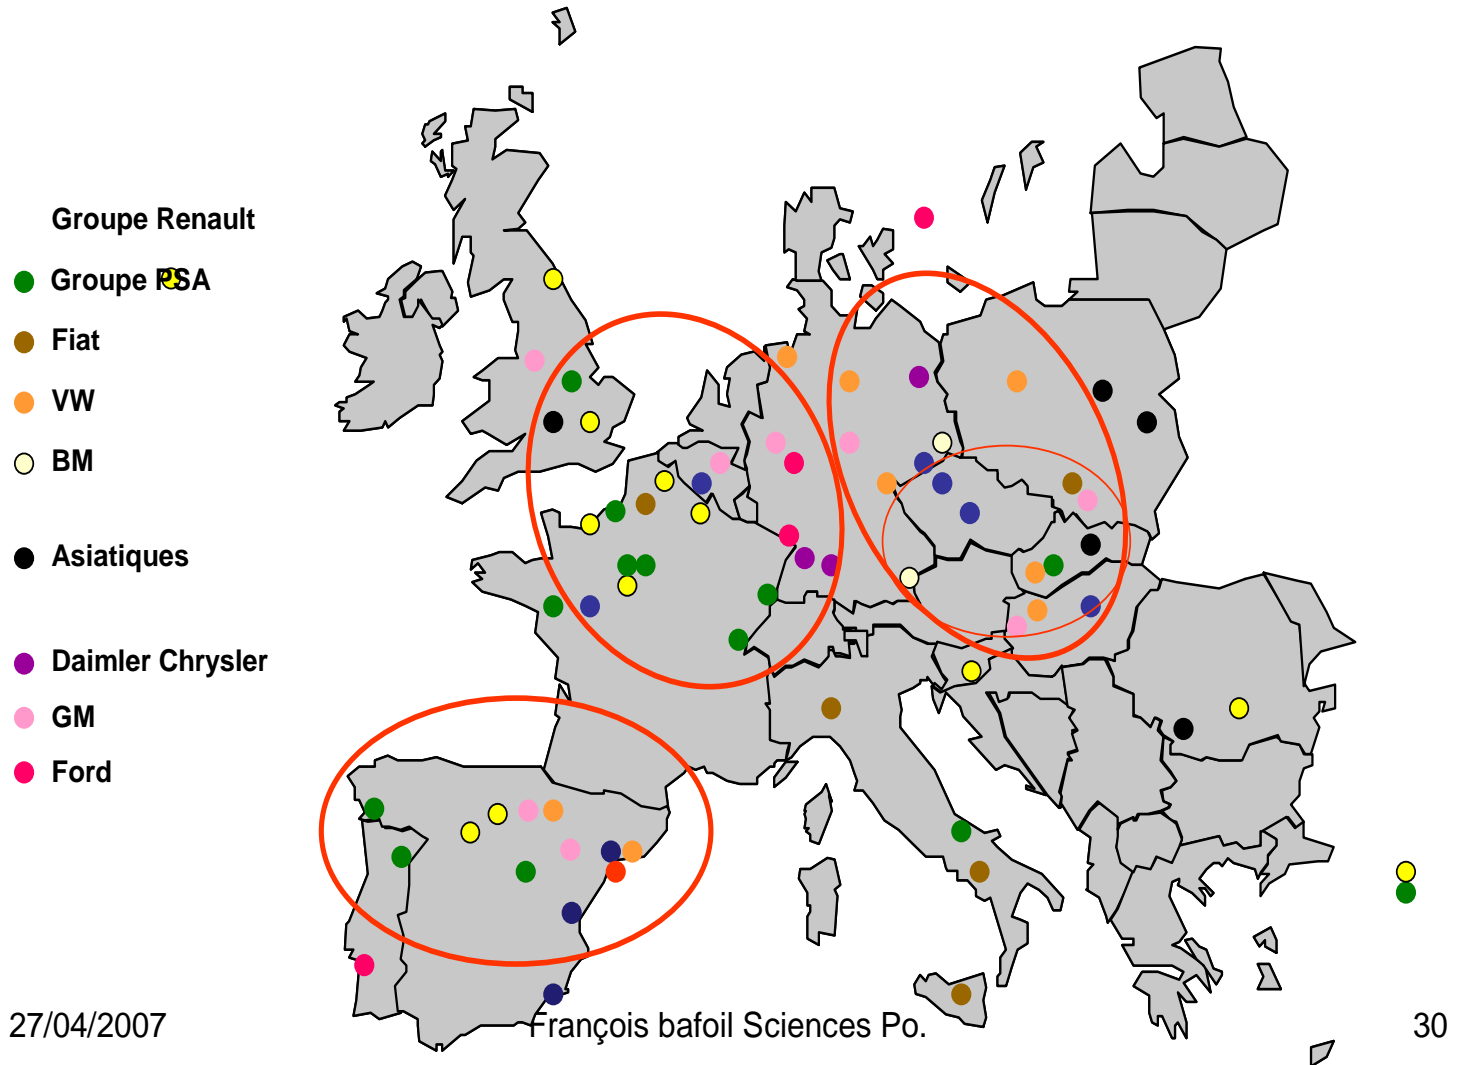 Groupe Renault
Groupe PSA
Fiat
VW
BM
Asiatiques
Daimler Chrysler
GM
Ford
27/04/2007
François bafoil Sciences Po.
30